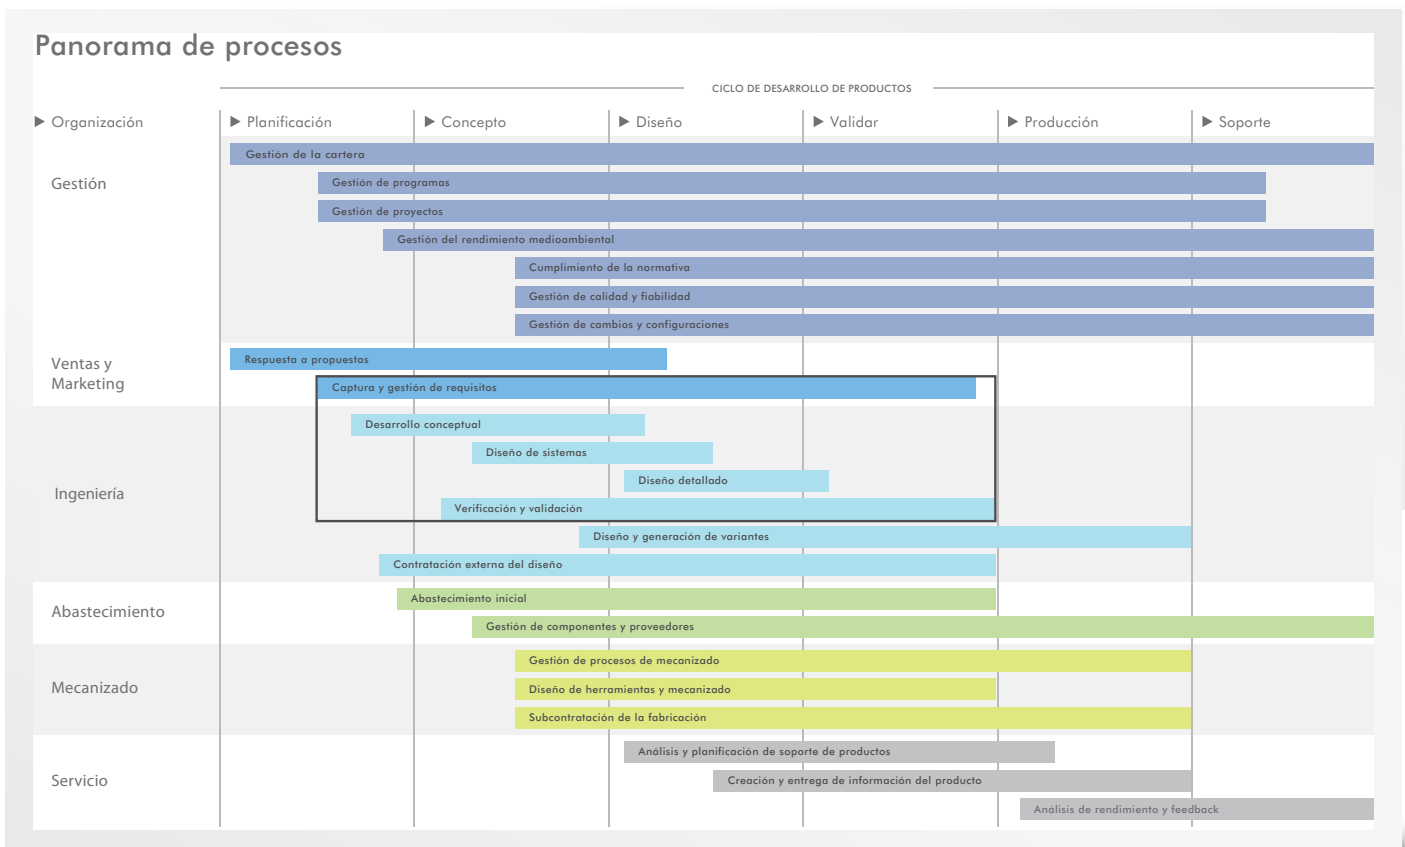 Panorama de procesos
CICLO DE DESARROLLO DE PRODUCTOS
Organización
Planificación
Concepto
Diseño
Validar
Producción
Soporte
Gestión
Gestión de la cartera
Gestión de programas
Gestión de proyectos
Gestión del rendimiento medioambiental
Cumplimiento de la normativa
Gestión de calidad y fiabilidad
Gestión de cambios y configuraciones
Ventas y
Marketing
Respuesta a propuestas
Captura y gestión de requisitos
Ingeniería
Desarrollo conceptual
Diseño de sistemas
Diseño detallado
Verificación y validación
Diseño y generación de variantes
Contratación externa del diseño
Abastecimiento
Abastecimiento inicial
Gestión de componentes y proveedores
Mecanizado
Gestión de procesos de mecanizado
Diseño de herramientas y mecanizado
Subcontratación de la fabricación
Servicio
Análisis y planificación de soporte de productos
Creación y entrega de información del producto
Análisis de rendimiento y feedback